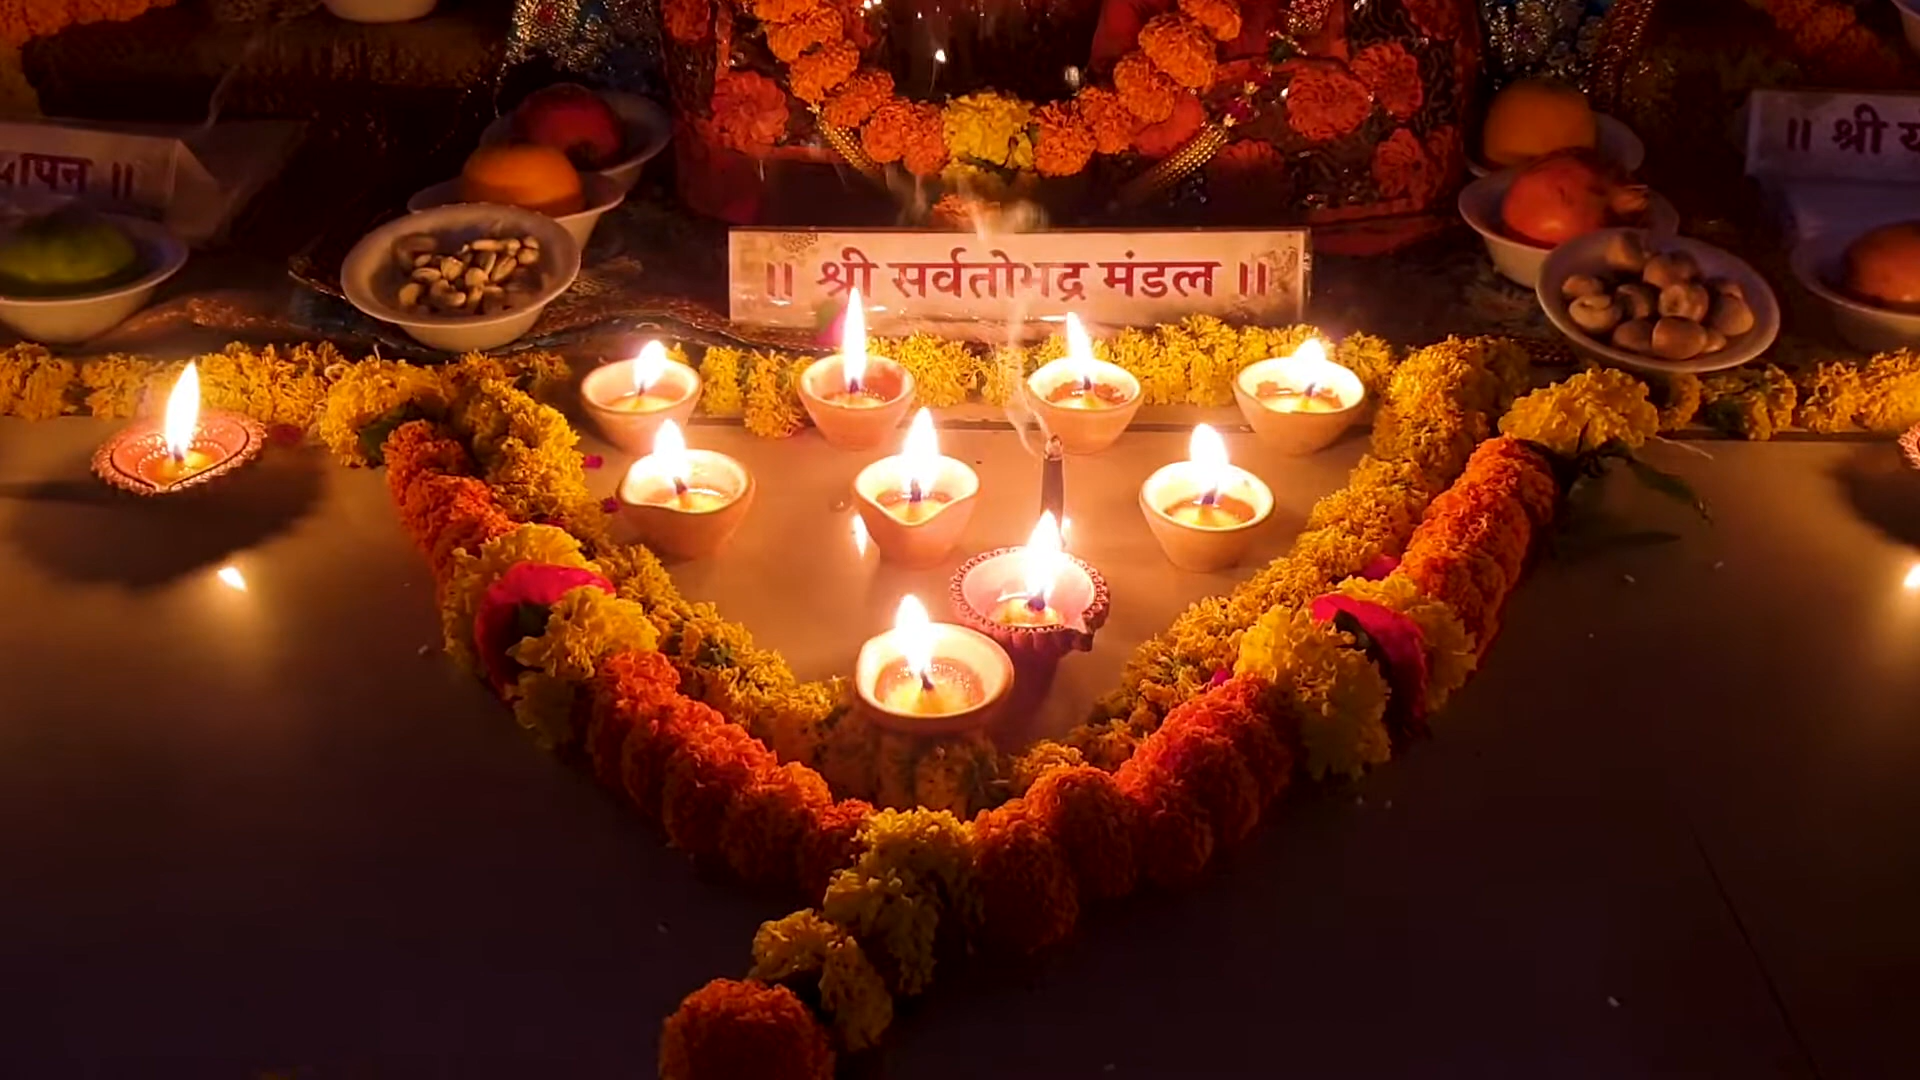 ॥ श्री सर्वतोभद्र मंडल ॥
॥ श्री